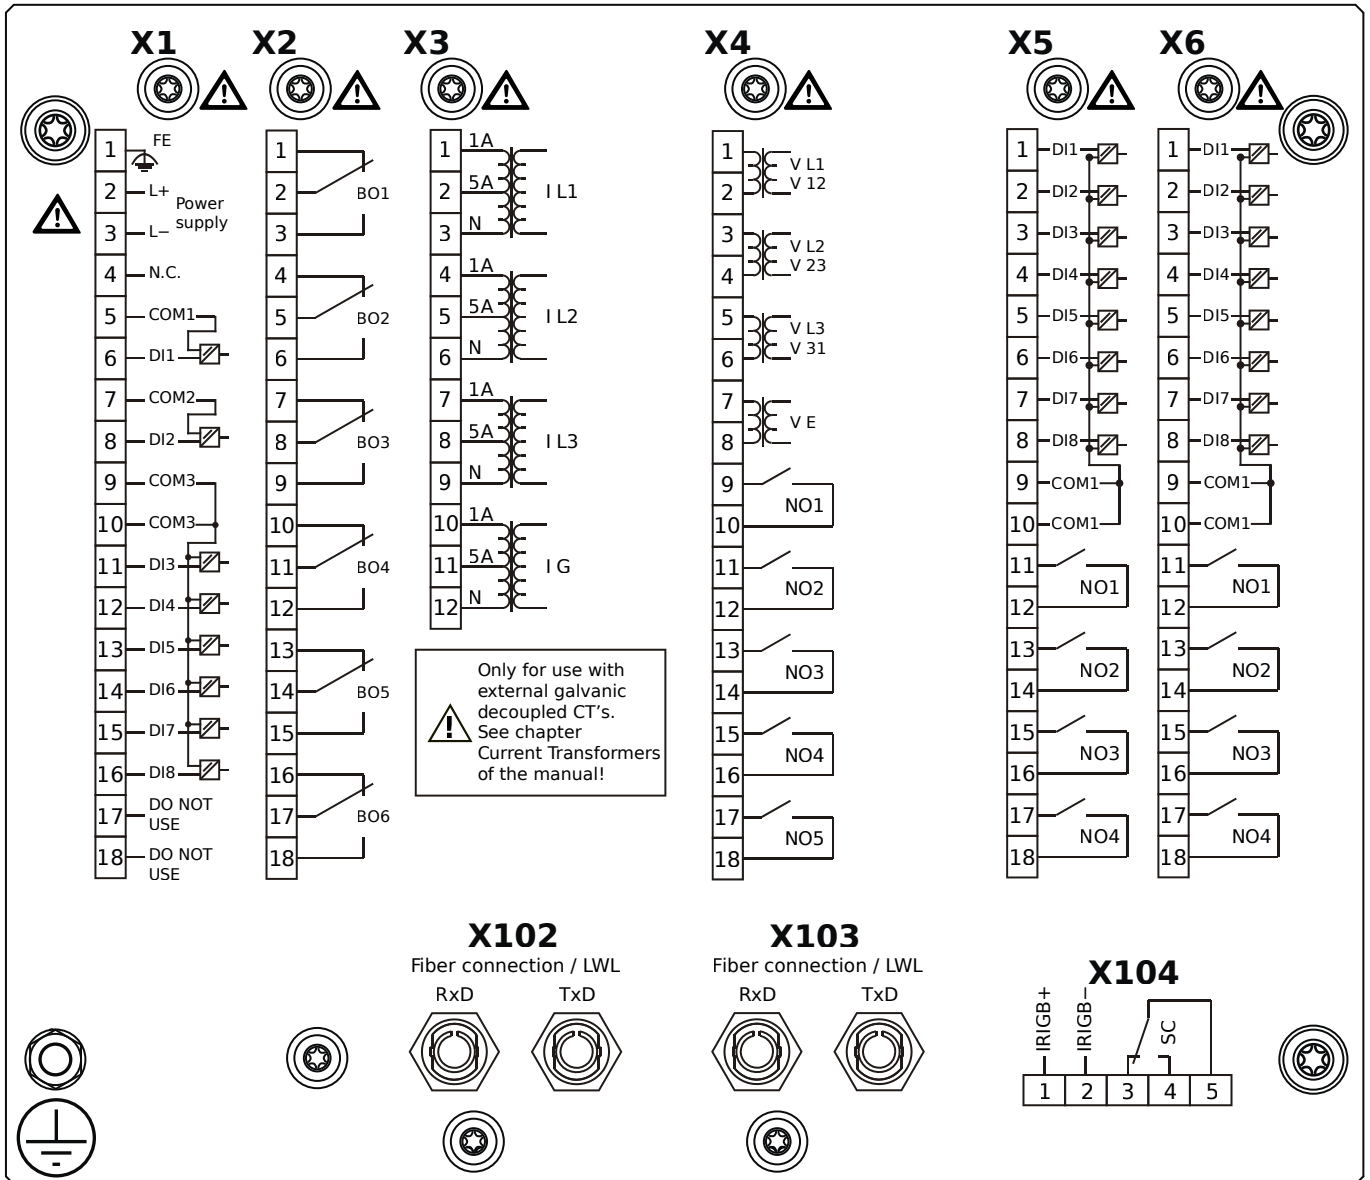 X1
X2
X3
X4
X5
X6
1
FE
2
L+
Power
supply
3
L−
4
N.C.
5
COM1
6
DI1
7
COM2
8
DI2
9
COM3
10
COM3
11
DI3
12
DI4
13
DI5
14
DI6
15
DI7
16
DI8
17
DO NOT
USE
18
DO NOT
USE
1
2
BO1
3
4
5
BO2
6
7
8
BO3
9
10
11
BO4
12
13
14
BO5
15
16
17
BO6
18
1
1A
2
5A
I L1
3
N
4
1A
5
5A
I L2
6
N
7
1A
8
5A
I L3
9
N
10
1A
11
5A
I G
12
N
Only for use with
external galvanic
decoupled CT's.
See chapter
Current Transformers
of the manual!
1
V L1
V 12
2
3
V L2
V 23
4
5
V L3
V 31
6
7
V E
8
9
NO1
10
11
NO2
12
13
NO3
14
15
NO4
16
17
NO5
18
1
DI1
2
DI2
3
DI3
4
DI4
5
DI5
6
DI6
7
DI7
8
DI8
9
COM1
10
COM1
11
NO1
12
13
NO2
14
15
NO3
16
17
NO4
18
1
DI1
2
DI2
3
DI3
4
DI4
5
DI5
6
DI6
7
DI7
8
DI8
9
COM1
10
COM1
11
NO1
12
13
NO2
14
15
NO3
16
17
NO4
18
X102
Fiber connection / LWL
RxD
TxD
X103
Fiber connection / LWL
RxD
TxD
X104
IRIGB+
IRIGB−
SC
1 2 3 4 5